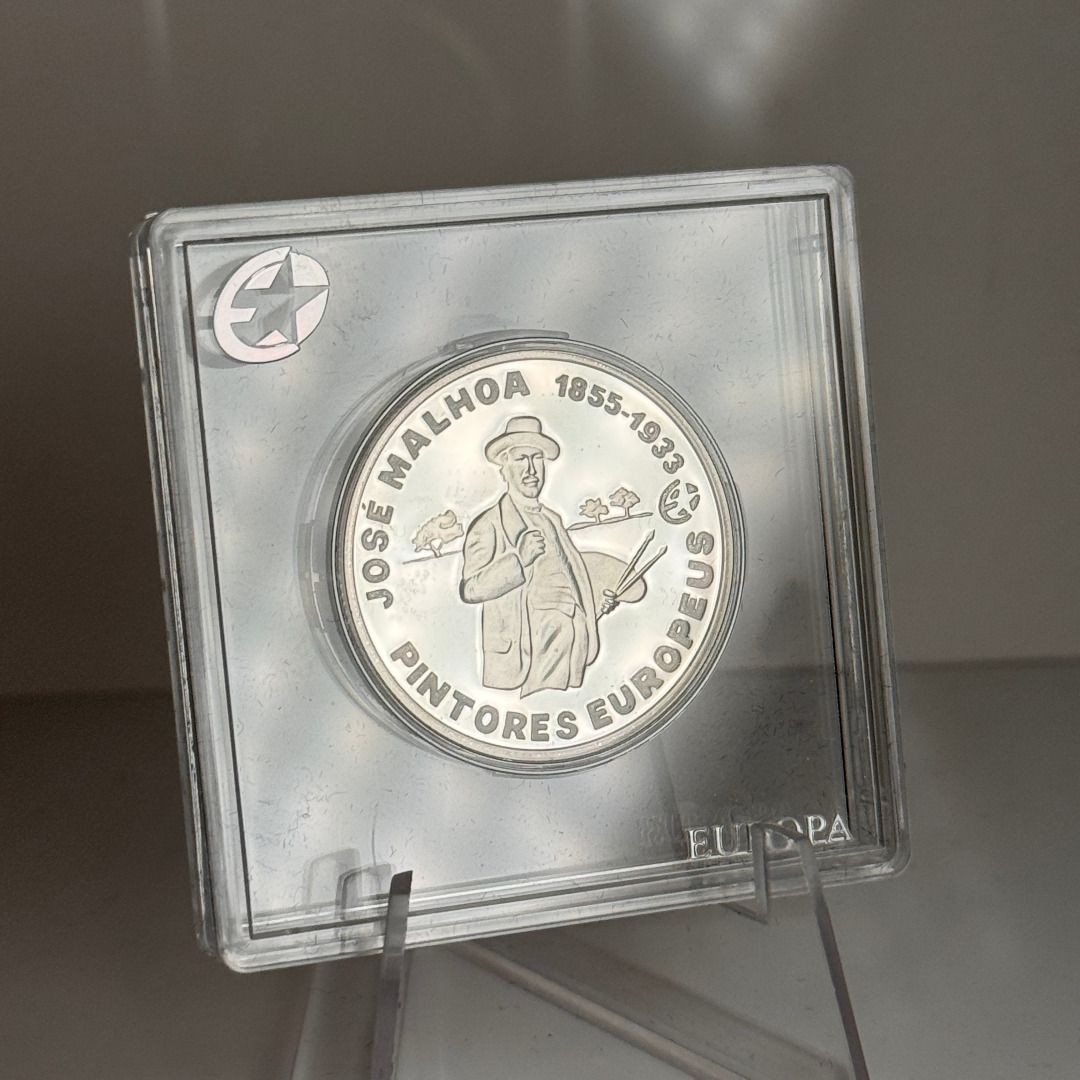 JOSÉ MALHOA 1855-1933
PINTORES EUROPEUS
EUROPA